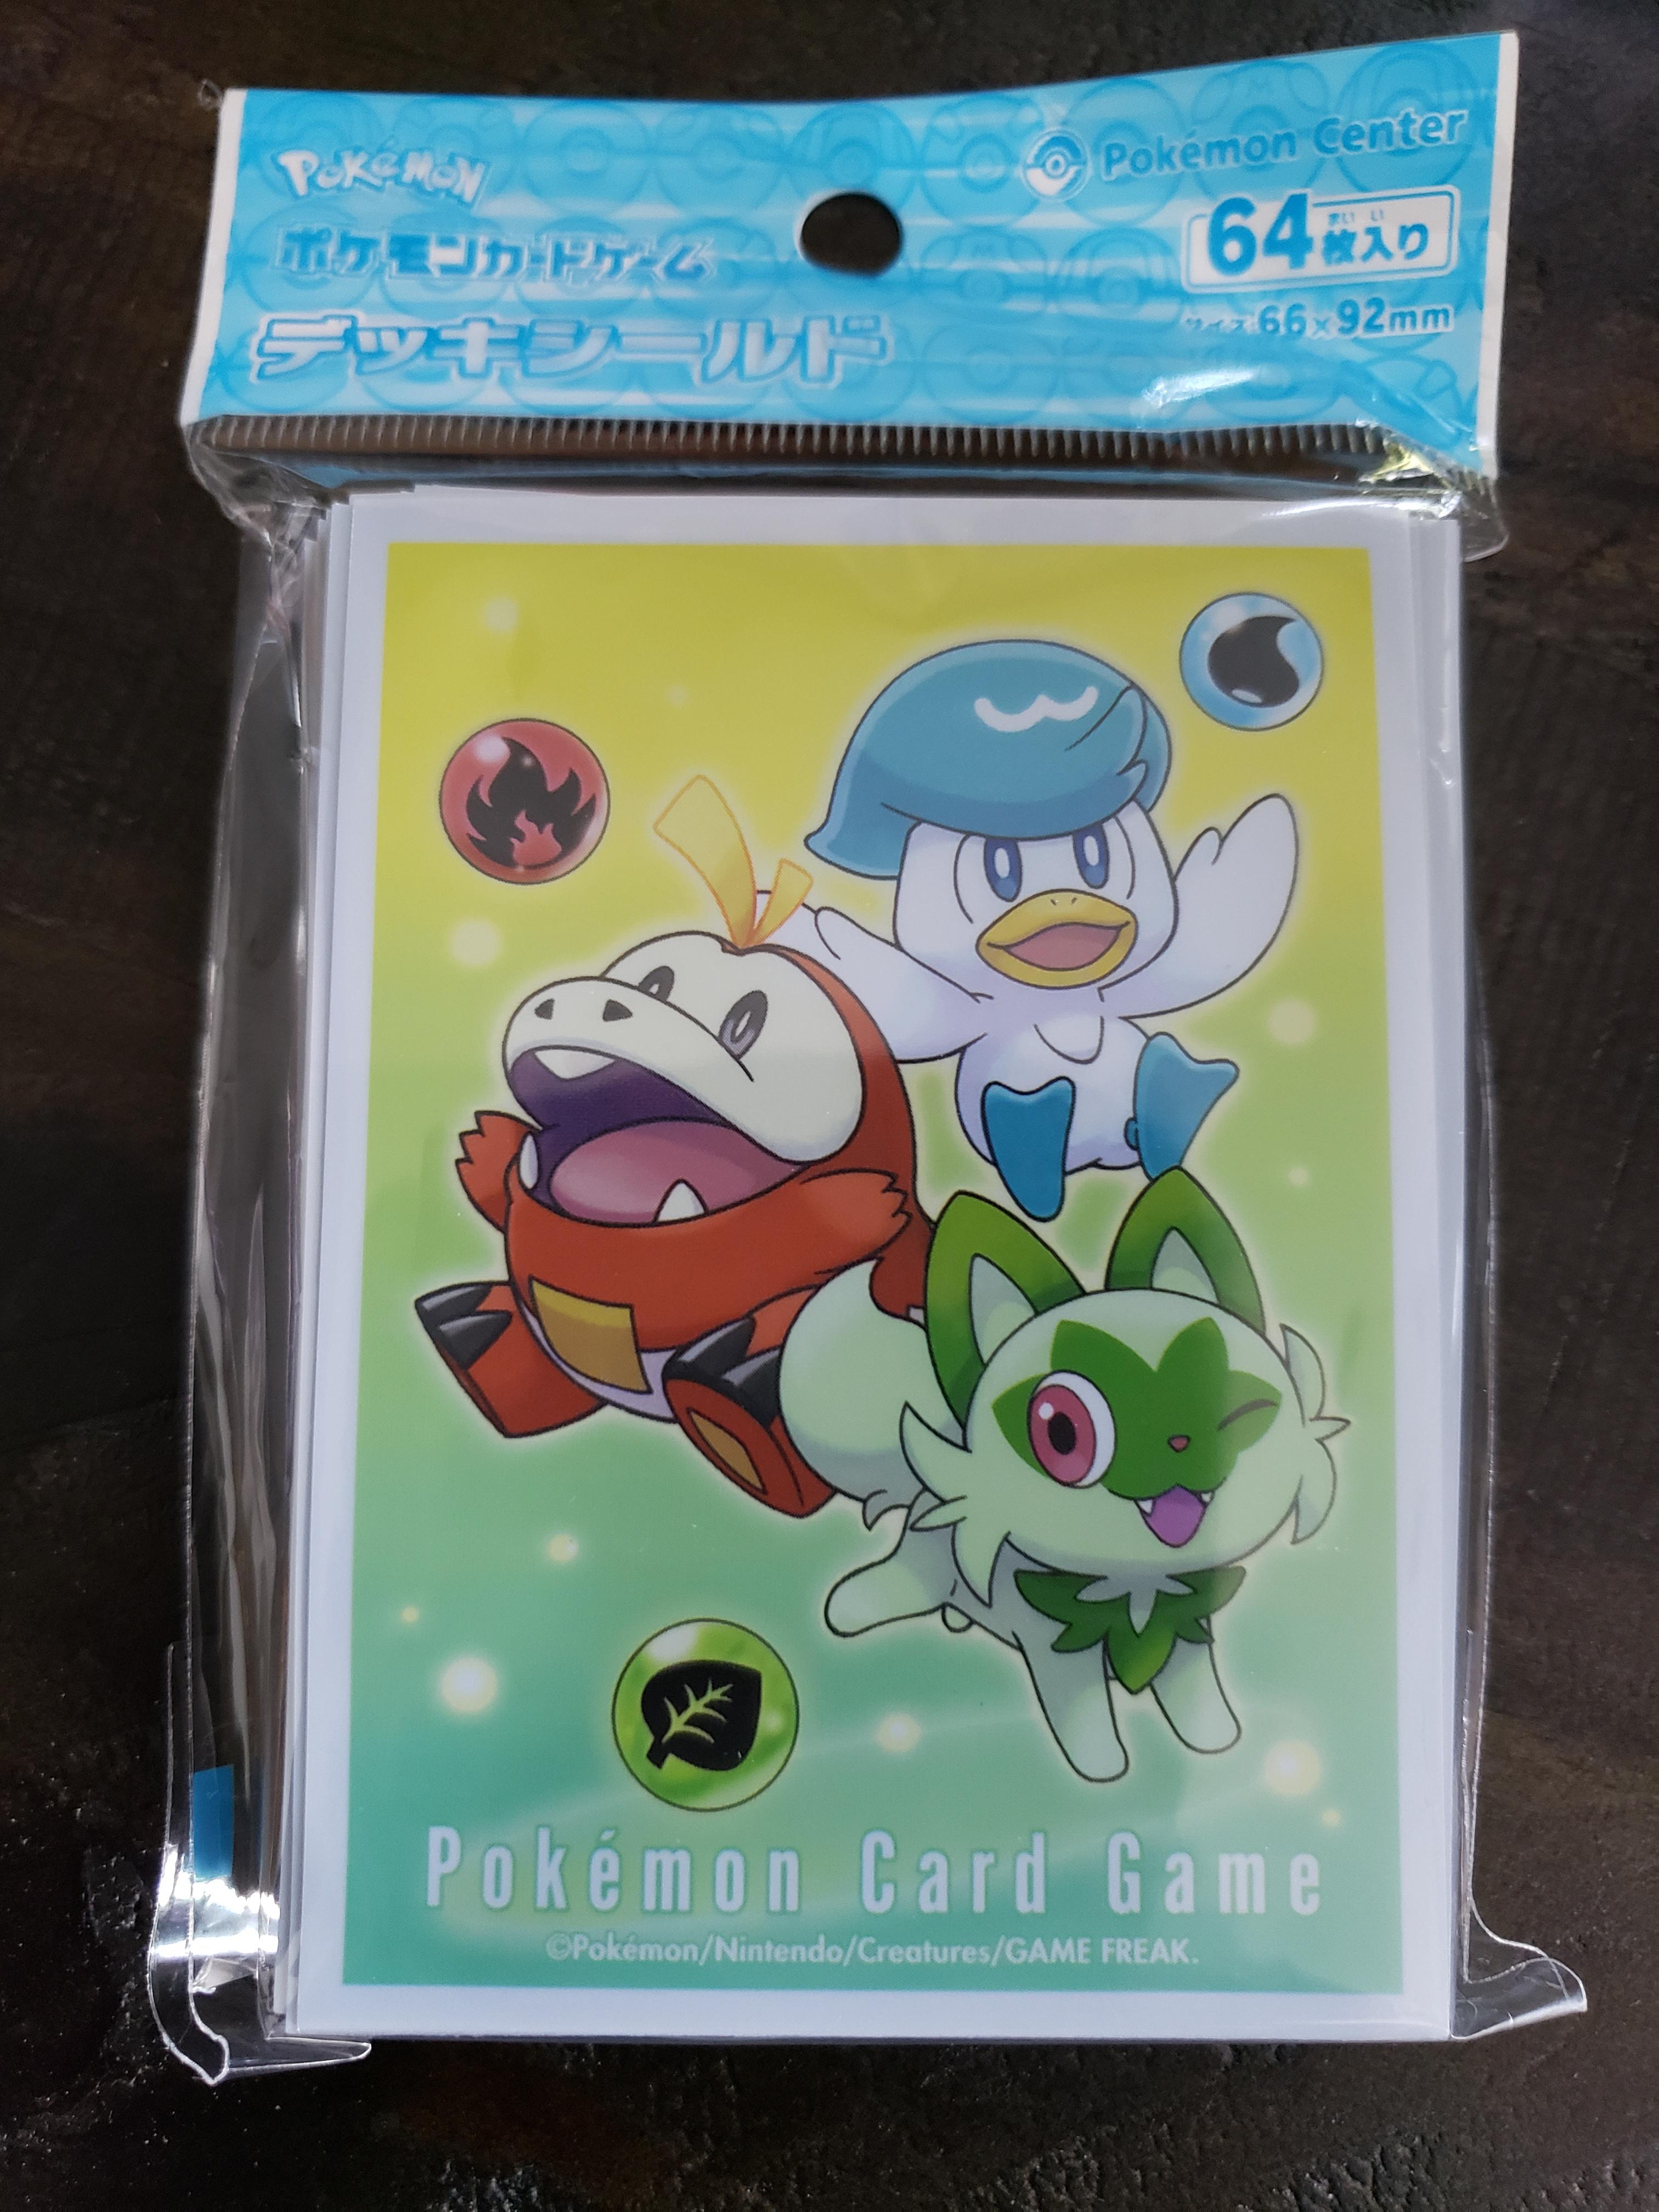 POKéMON
Pokémon Center
ポケモンカードゲーム
64枚入り
まい い
デッキシールド
サイズ:66×92mm
Pokémon Card Game
©Pokémon/Nintendo/Creatures/GAME FREAK.